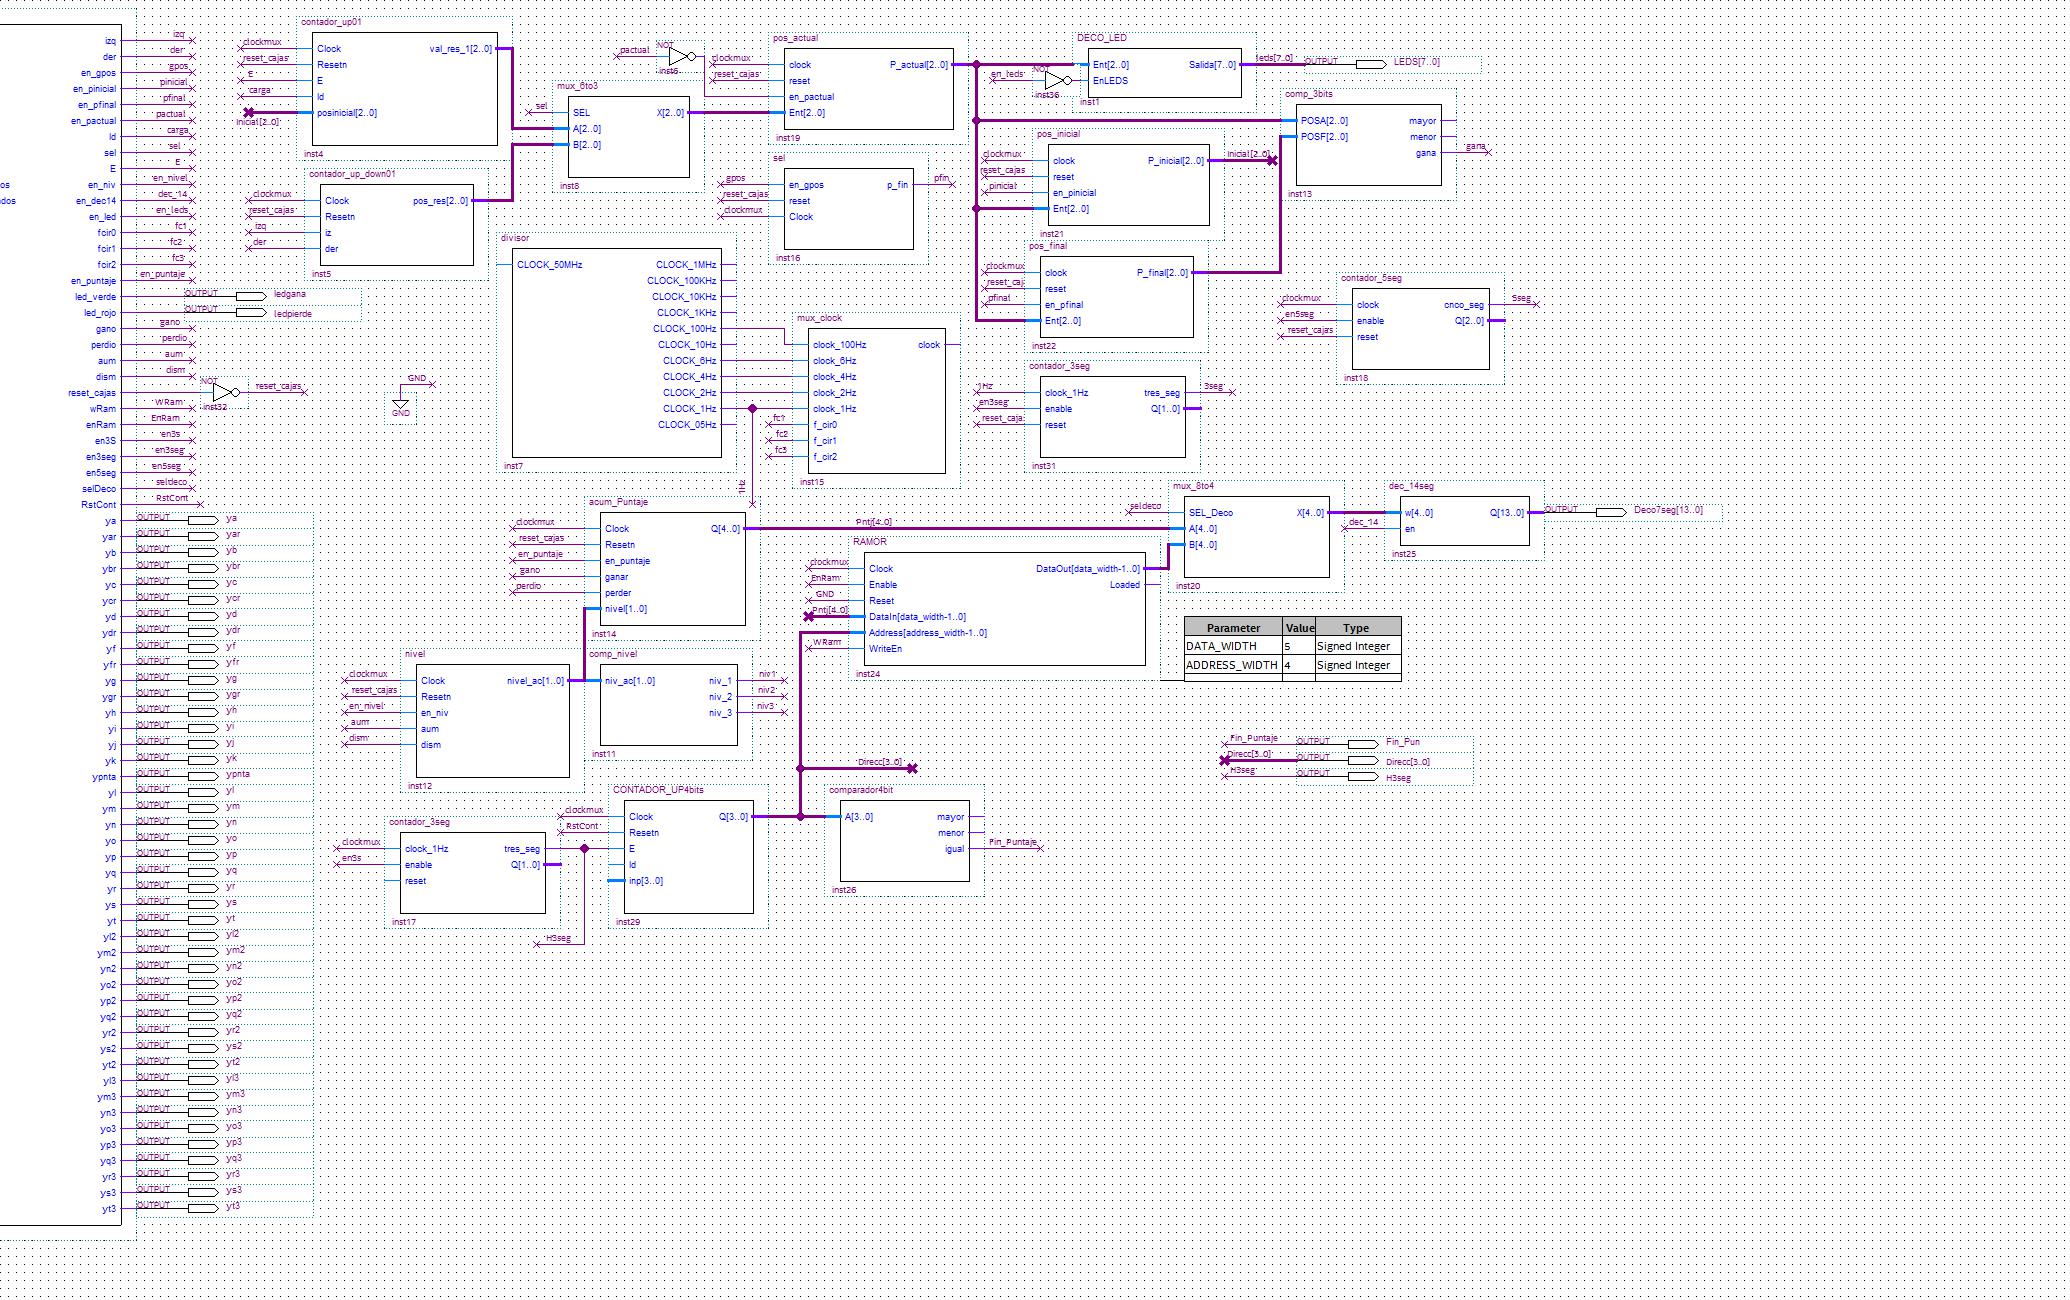 izq izq
der der
en_gpos gpos
en_pinicial pinicial
en_pfinal pfinal
en_pactual pactual
ld carga
sel sel
E E
en_niv en_nivel
os en_dec14 dec_14
dos en_led en_leds
fcir0 fc1
fcir1 fc2
fcir2 fc3
en_puntaje en_puntaje
led_verde OUTPUT ledgana
led_rojo OUTPUT ledpierde
gano gano
perdio perdio
aum aum
dism dism
reset_cajas NOT inst32 reset_cajas
wRam WRam
enRam EnRam
en3S en3s
en3seg en3seg
en5seg en5seg
selDeco seldeco
RstCont RstCont
ya OUTPUT ya
yar OUTPUT yar
yb OUTPUT yb
ybr OUTPUT ybr
yc OUTPUT yc
ycr OUTPUT ycr
yd OUTPUT yd
ydr OUTPUT ydr
yf OUTPUT yf
yfr OUTPUT yfr
yg OUTPUT yg
ygr OUTPUT ygr
yh OUTPUT yh
yi OUTPUT yi
yj OUTPUT yj
yk OUTPUT yk
ypnta OUTPUT ypnta
yl OUTPUT yl
ym OUTPUT ym
yn OUTPUT yn
yo OUTPUT yo
yp OUTPUT yp
yq OUTPUT yq
yr OUTPUT yr
ys OUTPUT ys
yt OUTPUT yt
yl2 OUTPUT yl2
ym2 OUTPUT ym2
yn2 OUTPUT yn2
yo2 OUTPUT yo2
yp2 OUTPUT yp2
yq2 OUTPUT yq2
yr2 OUTPUT yr2
ys2 OUTPUT ys2
yt2 OUTPUT yt2
yl3 OUTPUT yl3
ym3 OUTPUT ym3
yn3 OUTPUT yn3
yo3 OUTPUT yo3
yp3 OUTPUT yp3
yq3 OUTPUT yq3
yr3 OUTPUT yr3
ys3 OUTPUT ys3
yt3 OUTPUT yt3
contador_up01
clockmux Clock val_res_1[2..0]
reset_cajas Resetn
E E
carga ld
inicial[2..0] posinicial[2..0]
inst4
contador_up_down01
clockmux Clock pos_res[2..0]
reset_cajas Resetn
izq iz
der der
inst5
GND
GND
mux_6to3
sel SEL X[2..0]
A[2..0]
B[2..0]
inst8
pactual NOT inst6
pos_actual
clockmux clock P_actual[2..0]
reset_cajas reset
en_pactual
Ent[2..0]
inst19
sel
gpos en_gpos p_fin pfin
reset_cajas reset
clockmux Clock
inst16
DECO_LED
Ent[2..0] Salida[7..0] leds[7..0] OUTPUT LEDS[7..0]
en_leds NOT inst36 EnLEDS
inst1
comp_3bits
POSA[2..0] mayor
POSF[2..0] menor
gana gana
inst13
pos_inicial
clockmux clock P_inicial[2..0] inicial[2..0]
reset_cajas reset
pinicial en_pinicial
Ent[2..0]
inst21
pos_final
clockmux clock P_final[2..0]
reset_caj reset
pfinal en_pfinal
Ent[2..0]
inst22
contador_5seg
clockmux clock cnco_seg 5seg
en5seg enable Q[2..0]
reset_cajas reset
inst18
contador_3seg
1Hz clock_1Hz tres_seg 3seg
en3seg enable Q[1..0]
reset_caja reset
inst31
divisor
CLOCK_50MHz CLOCK_1MHz
CLOCK_100KHz
CLOCK_10KHz
CLOCK_1KHz
CLOCK_100Hz
CLOCK_10Hz
CLOCK_6Hz
CLOCK_4Hz
CLOCK_2Hz
CLOCK_1Hz
CLOCK_05Hz
inst7
1Hz
mux_clock
clock_100Hz clock
clock_6Hz
clock_4Hz
clock_2Hz
clock_1Hz
fc1 f_cir0
fc2 f_cir1
fc3 f_cir2
inst15
acum_Puntaje
clockmux Clock Q[4..0] Pntj[4..0]
reset_cajas Resetn
en_puntaje en_puntaje
gano ganar
perdio perder
nivel[1..0]
inst14
RAMOR
clockmux Clock DataOut[data_width-1..0]
EnRam Enable Loaded
GND Reset
Pntj[4..0] DataIn[data_width-1..0]
Address[address_width-1..0]
WRam WriteEn
inst24
mux_8to4
seldeco SEL_Deco X[4..0]
A[4..0]
B[4..0]
inst20
dec_14seg
w[4..0] Q[13..0] OUTPUT Deco7seg[13..0]
dec_14 en
inst25
Parameter Value Type
DATA_WIDTH 5 Signed Integer
ADDRESS_WIDTH 4 Signed Integer
nivel
clockmux Clock nivel_ac[1..0]
reset_cajas Resetn
en_nivel en_niv
aum aum
dism dism
inst12
comp_nivel
niv_ac[1..0] niv_1 niv1
niv_2 niv2
niv_3 niv3
inst11
Fin_Puntaje OUTPUT Fin_Pun
Direcc[3..0] OUTPUT Direcc[3..0]
H3seg OUTPUT H3seg
Direcc[3..0]
contador_3seg
clockmux clock_1Hz tres_seg
en3s enable Q[1..0]
reset
inst17
H3seg
CONTADOR_UP4bits
clockmux Clock Q[3..0]
RstCont Resetn
E
ld
inp[3..0]
inst29
comparador4bit
A[3..0] mayor
menor
igual Fin_Puntaje
inst26